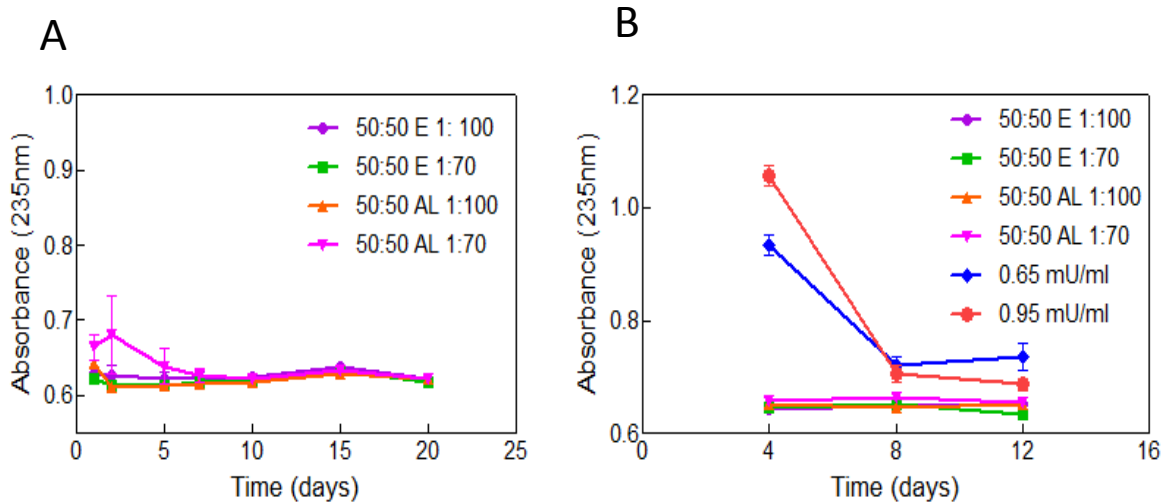 A
Absorbance (235nm)
1.0
0.9
0.8
0.7
0.6
0 5 10 15 20 25
Time (days)
50:50 E 1: 100
50:50 E 1:70
50:50 AL 1:100
50:50 AL 1:70
B
Absorbance (235nm)
1.2
1.0
0.8
0.6
0 4 8 12 16
Time (days)
50:50 E 1:100
50:50 E 1:70
50:50 AL 1:100
50:50 AL 1:70
0.65 mU/ml
0.95 mU/ml